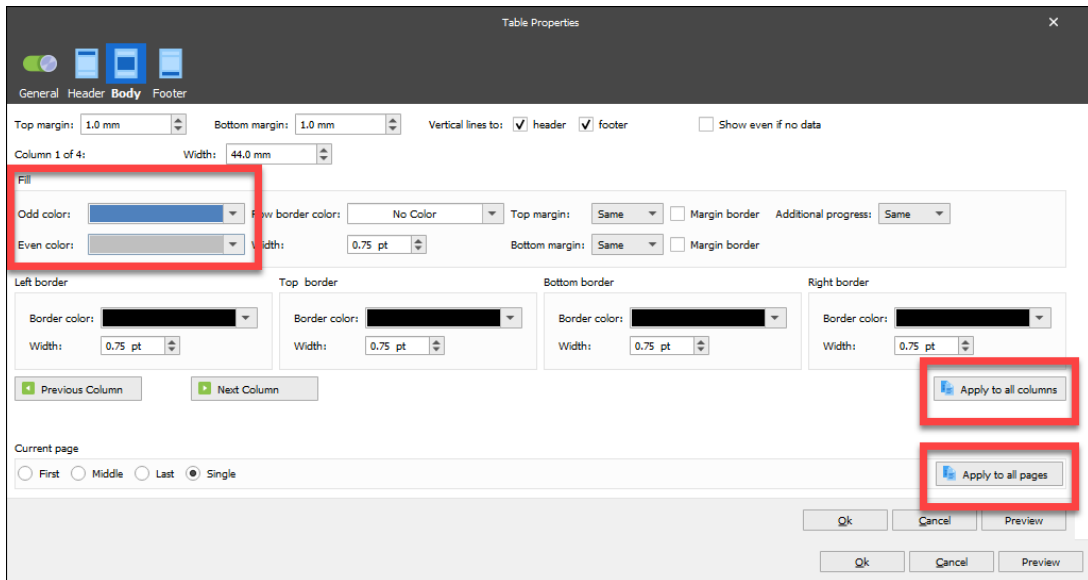 Table Properties
General Header Body Footer
Top margin: 1.0 mm Bottom margin: 1.0 mm Vertical lines to: header footer Show even if no data
Column 1 of 4: Width: 44.0 mm
Fill
Odd color: Row border color: No Color Top margin: Same Margin border Additional progress: Same
Even color: Width: 0.75 pt Bottom margin: Same Margin border
Left border Top border Bottom border Right border
Border color: Border color: Border color: Border color:
Width: 0.75 pt Width: 0.75 pt Width: 0.75 pt Width: 0.75 pt
Previous Column Next Column Apply to all columns
Current page
First Middle Last Single Apply to all pages
Ok Cancel Preview
Ok Cancel Preview